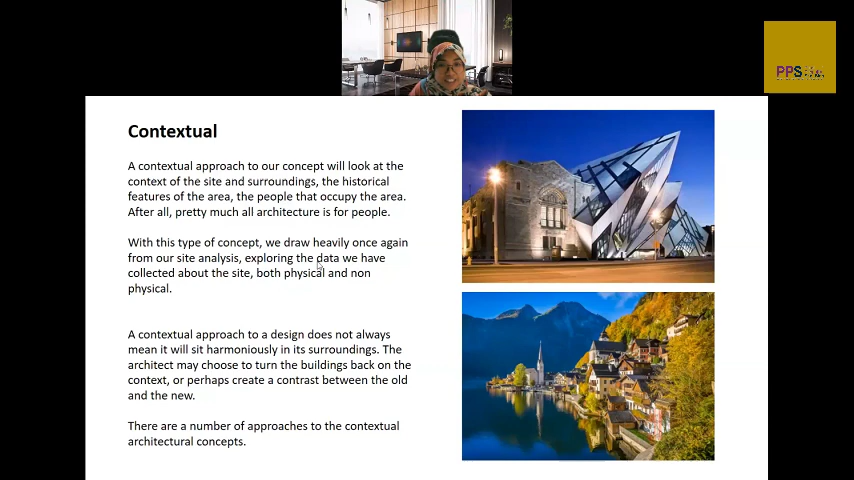 PPS
Contextual
A contextual approach to our concept will look at the
context of the site and surroundings, the historical
features of the area, the people that occupy the area.
After all, pretty much all architecture is for people.
With this type of concept, we draw heavily once again
from our site analysis, exploring the data we have
collected about the site, both physical and non
physical.
A contextual approach to a design does not always
mean it will sit harmoniously in its surroundings. The
architect may choose to turn the buildings back on the
context, or perhaps create a contrast between the old
and the new.
There are a number of approaches to the contextual
architectural concepts.